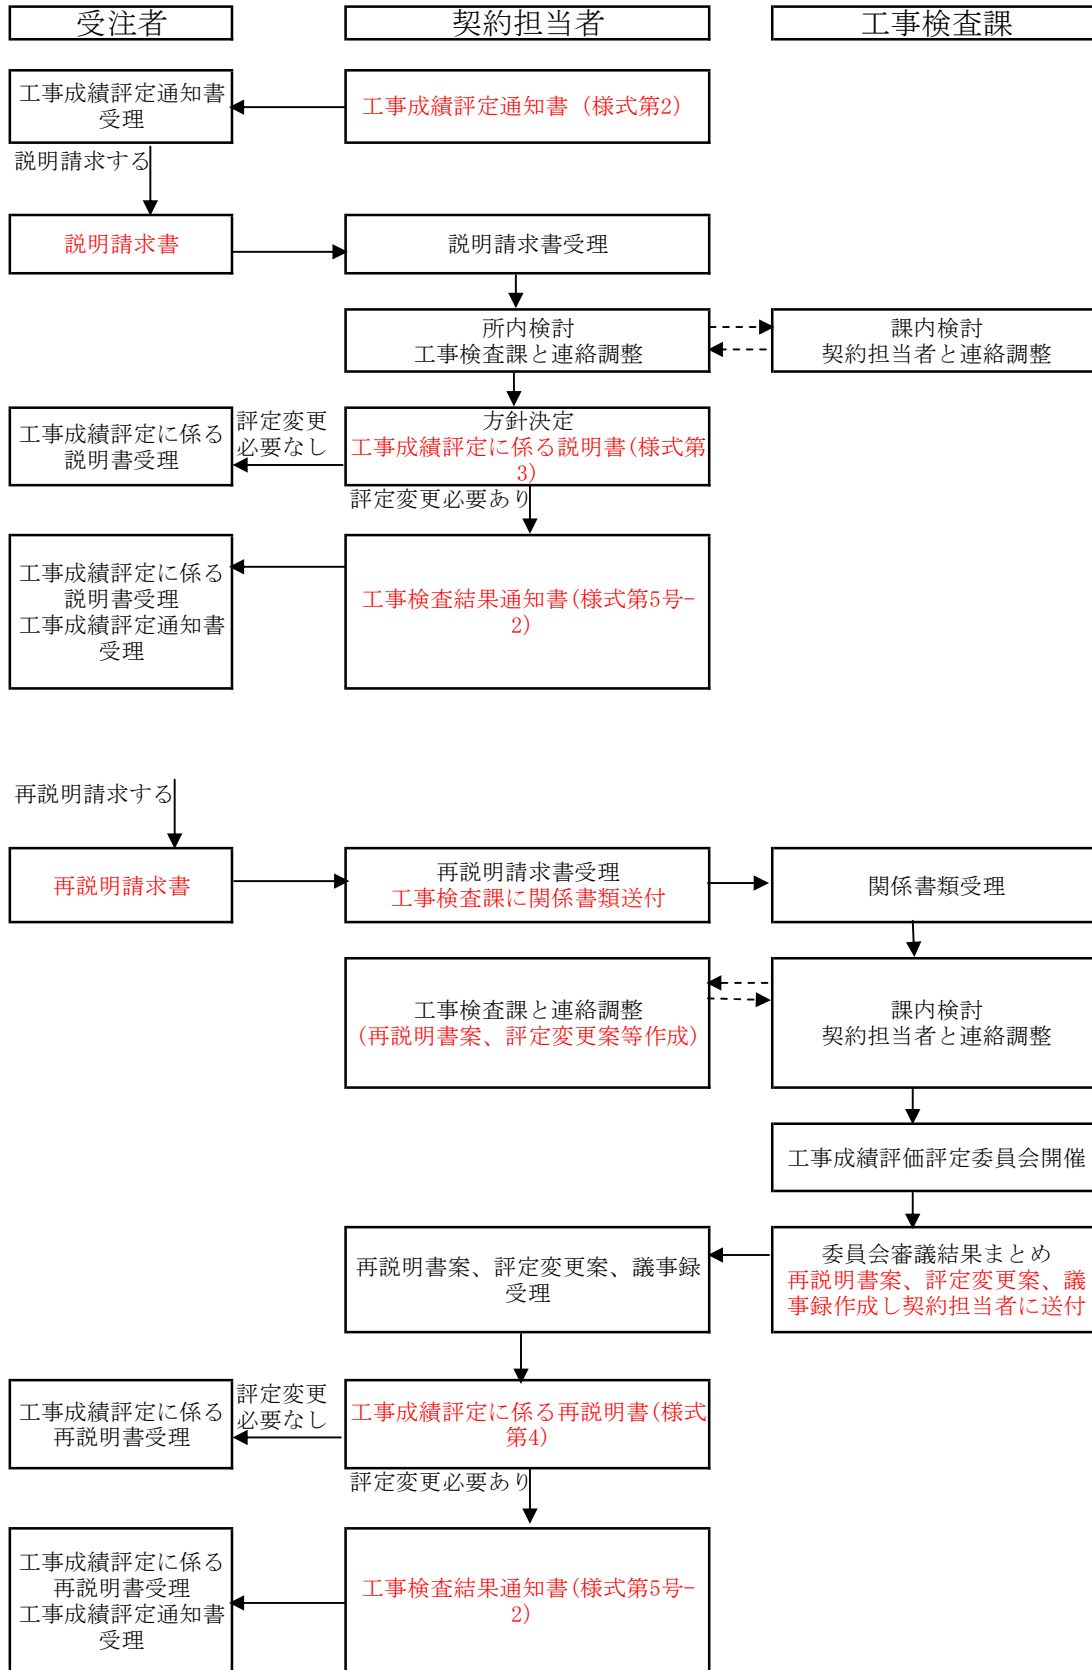 受注者
契約担当者
工事検査課
工事成績評定通知書
受理
工事成績評定通知書（様式第2）
説明請求する
説明請求書
説明請求書受理
所内検討
工事検査課と連絡調整
課内検討
契約担当者と連絡調整
工事成績評定に係る
説明書受理
評定変更
必要なし
方針決定
工事成績評定に係る説明書(様式第
3)
評定変更必要あり
工事成績評定に係る
説明書受理
工事成績評定通知書
受理
工事検査結果通知書(様式第5号-
2)
再説明請求する
再説明請求書
再説明請求書受理
工事検査課に関係書類送付
関係書類受理
工事検査課と連絡調整
(再説明書案、評定変更案等作成)
課内検討
契約担当者と連絡調整
工事成績評価評定委員会開催
再説明書案、評定変更案、議事録
受理
委員会審議結果まとめ
再説明書案、評定変更案、議
事録作成し契約担当者に送付
工事成績評定に係る
再説明書受理
評定変更
必要なし
工事成績評定に係る再説明書(様式
第4)
評定変更必要あり
工事成績評定に係る
再説明書受理
工事成績評定通知書
受理
工事検査結果通知書(様式第5号-
2)